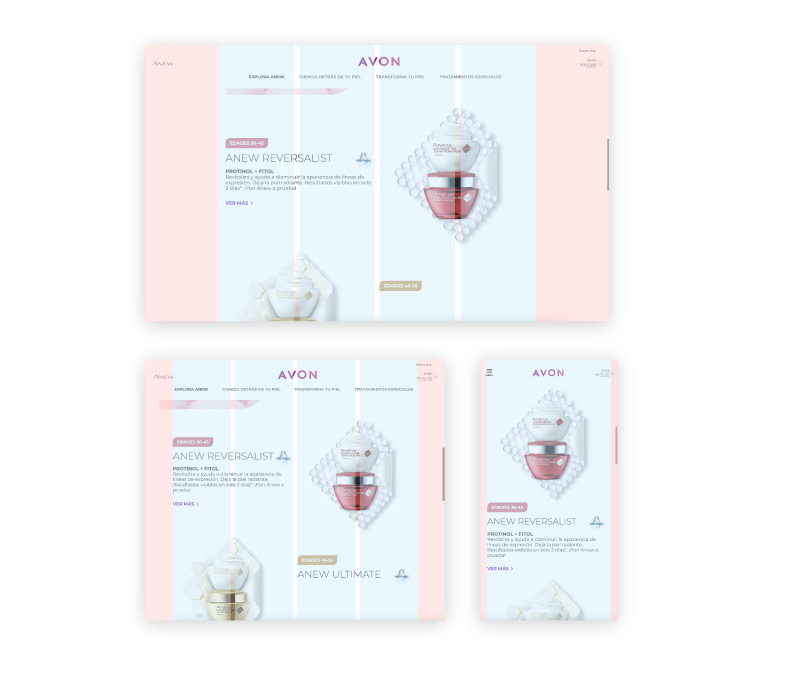 ANEW
AVON
EXPLORA ANEW
CIENCIA DETRÁS DE TU PIEL
TRANSFORMA TU PIEL
TRATAMIENTOS ESPECIALES
EDADES 30-45
ANEW REVERSALIST
PROTINOL + FITOL
Revitaliza y ayuda a disminuir la apariencia de líneas de
expresión. Deja la piel radiante. Resultados visibles en solo
2 días*. ¡Pon Anew a prueba!
VER MÁS >
EDADES 45-55
ANEW
AVON
EXPLORA ANEW
CIENCIA DETRÁS DE TU PIEL
TRANSFORMA TU PIEL
TRATAMIENTOS ESPECIALES
EDADES 30-45
ANEW REVERSALIST
PROTINOL + FITOL
Revitaliza y ayuda a disminuir la apariencia de
líneas de expresión. Deja la piel radiante.
Resultados visibles en solo 2 días*. ¡Pon Anew a
prueba!
VER MÁS >
EDADES 45-55
ANEW ULTIMATE
AVON
EDADES 30-45
ANEW REVERSALIST
PROTINOL + FITOL
Revitaliza y ayuda a disminuir la apariencia de
líneas de expresión. Deja la piel radiante.
Resultados visibles en solo 2 días*. ¡Pon Anew a
prueba!
VER MÁS >